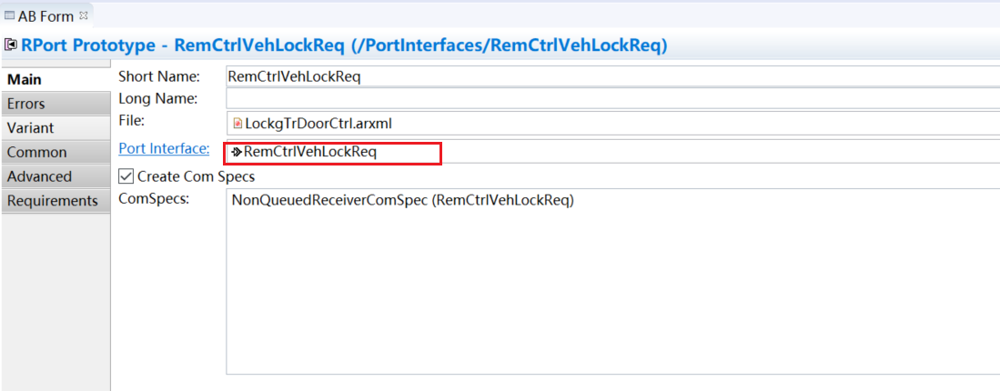 AB Form
RPort Prototype - RemCtrlVehLockReq (/PortInterfaces/RemCtrlVehLockReq)
Main
Errors
Variant
Common
Advanced
Requirements
Short Name: RemCtrlVehLockReq
Long Name:
File: LockgTrDoorCtrl.arxml
Port Interface: RemCtrlVehLockReq
Create Com Specs
ComSpecs: NonQueuedReceiverComSpec (RemCtrlVehLockReq)